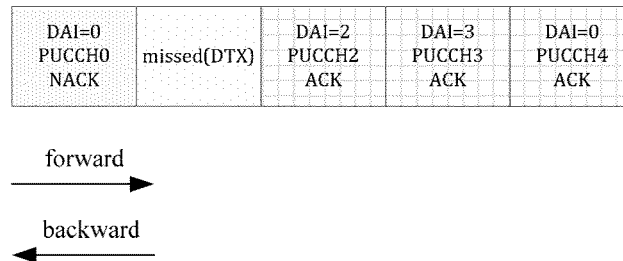 DAI=0
PUCCH0
NACK
missed(DTX)
DAI=2
PUCCH2
ACK
DAI=3
PUCCH3
ACK
DAI=0
PUCCH4
ACK
forward
backward